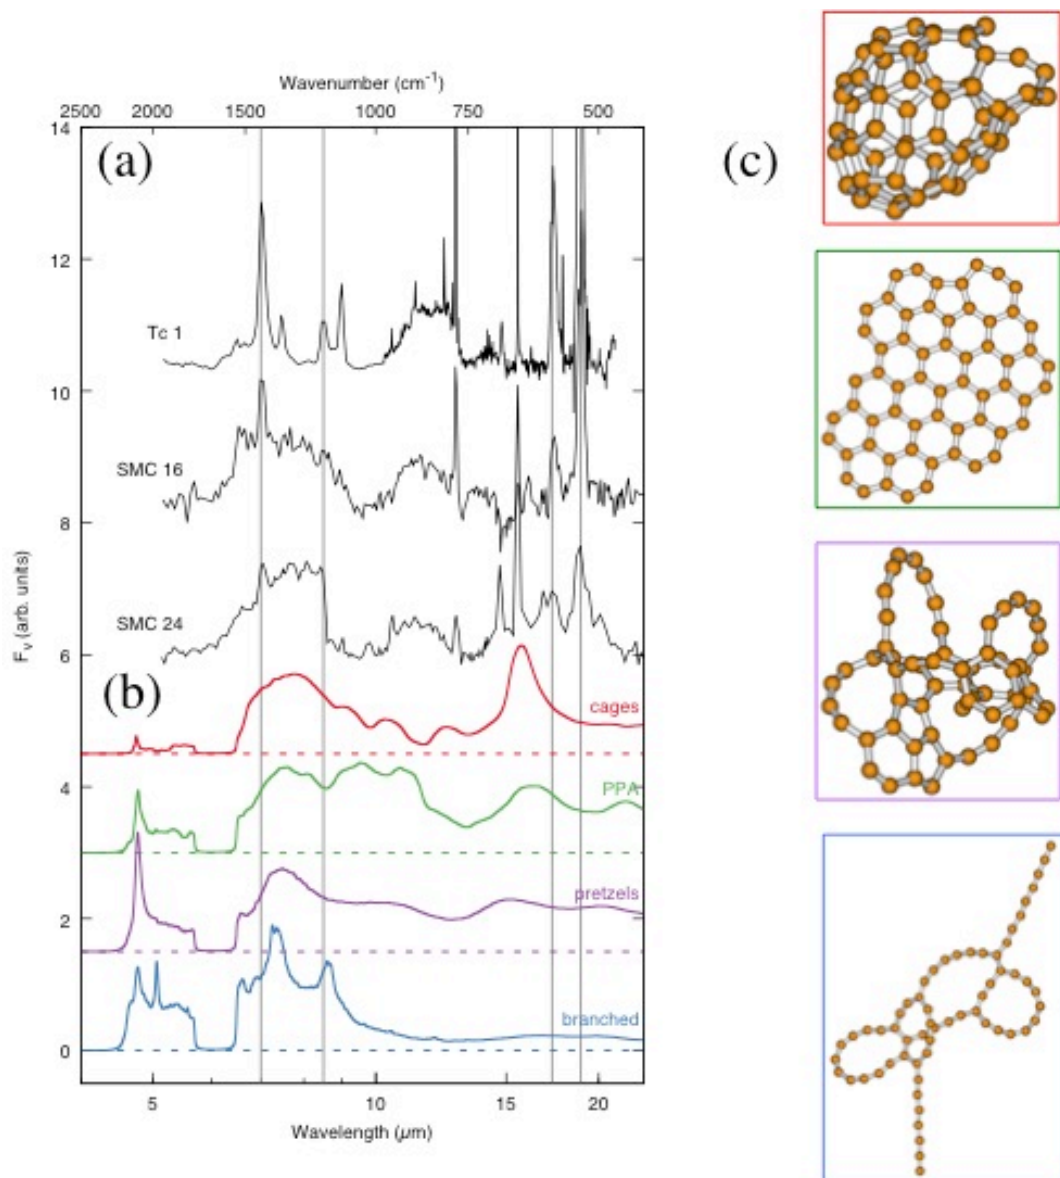 Wavenumber (cm⁻¹)
2500 2000 1500 1000 750 500
14
(a)
(c)
12
Tc 1
10
SMC 16
8
SMC 24
6
(b)
cages
4
PPA
pretzels
2
branched
0
5 10 15 20
Wavelength (μm)
Fᵥ (arb. units)